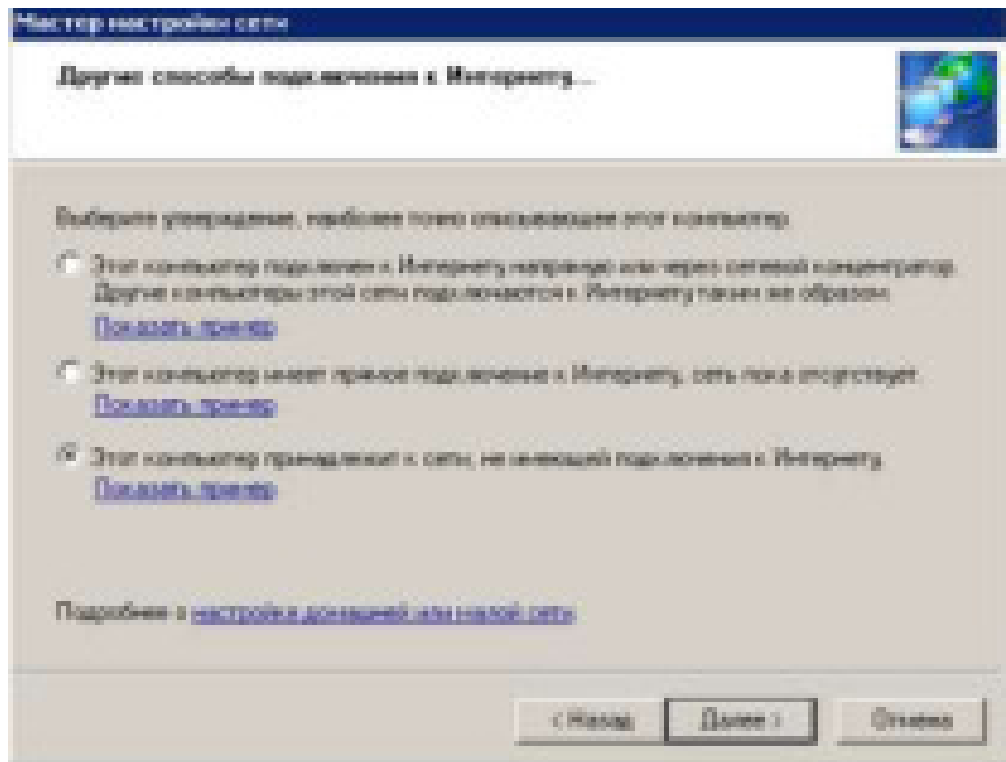 Мастер настройки сети
Другие способы подключения к Интернету...
Выберите утверждение, наиболее точно описывающее этот компьютер.
Этот компьютер подключен к Интернету напрямую или через сетевой концентратор.
Другие компьютеры этой сети подключаются к Интернету таким же образом.
Показать пример
Этот компьютер имеет прямое подключение к Интернету, сеть пока отсутствует.
Показать пример
Этот компьютер принадлежит к сети, не имеющей подключения к Интернету.
Показать пример
Подробнее о настройке домашней или малой сети
< Назад
Далее >
Отмена